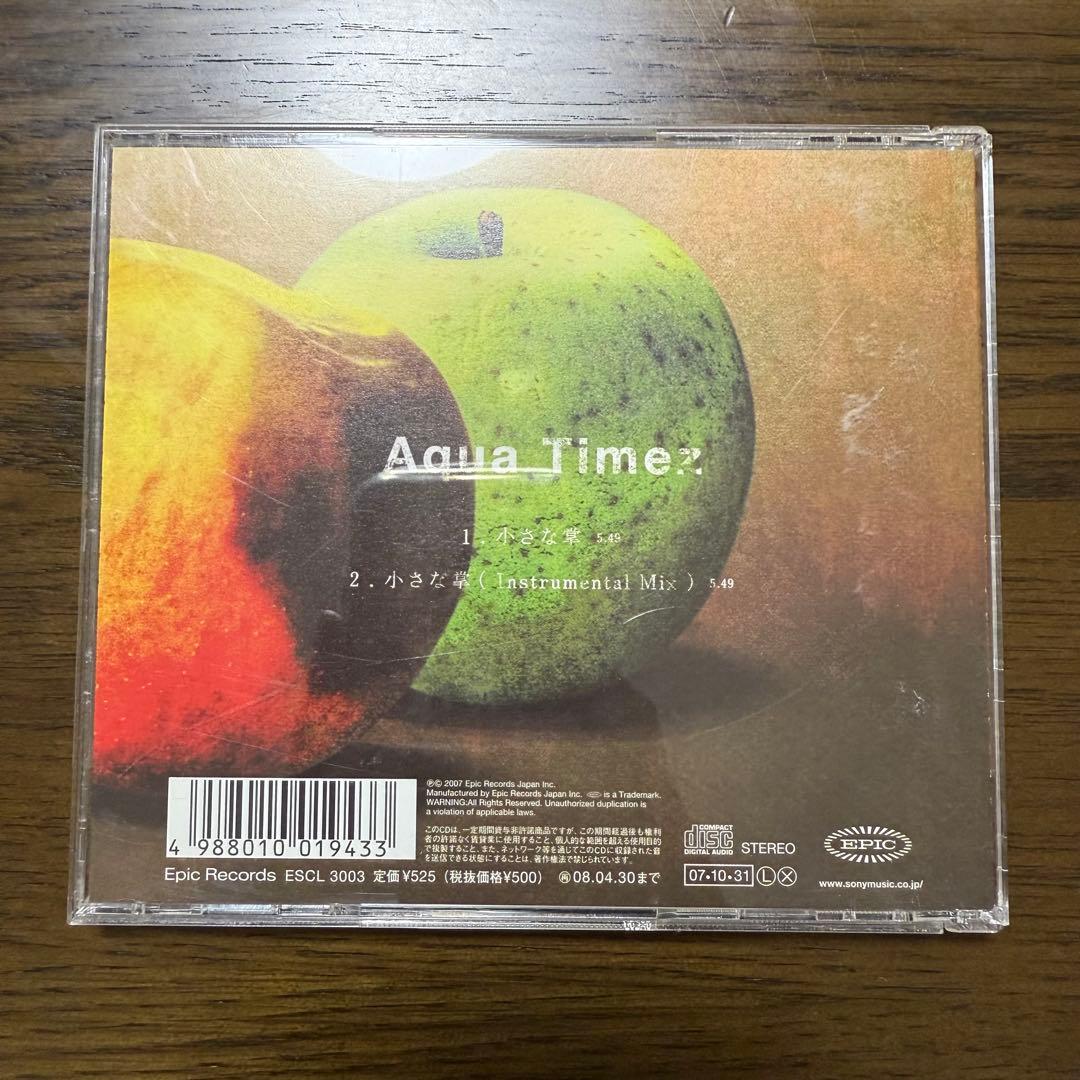 Aqua Timez
1. 小さな掌 5.49
2. 小さな掌 ( Instrumental Mix ) 5.49
℗© 2007 Epic Records Japan Inc.
Manufactured by Epic Records Japan Inc. is a Trademark.
WARNING:All Rights Reserved. Unauthorized duplication is
a violation of applicable laws.
このCDは、一定期間貸与非許諾商品ですが、この期間経過後も権利
者の許諾なく賃貸業に使用すること、個人的な範囲を超える使用目的
で複製すること、また、ネットワーク等を通じてこのCDに収録された音
を送信できる状態にすることは、著作権法で禁じられています。
4 988010 019433
COMPACT
disc
DIGITAL AUDIO
STEREO
EPIC
Epic Records ESCL 3003 定価¥525 (税抜価格¥500) 再 08.04.30まで
07・10・31 L X
www.sonymusic.co.jp/